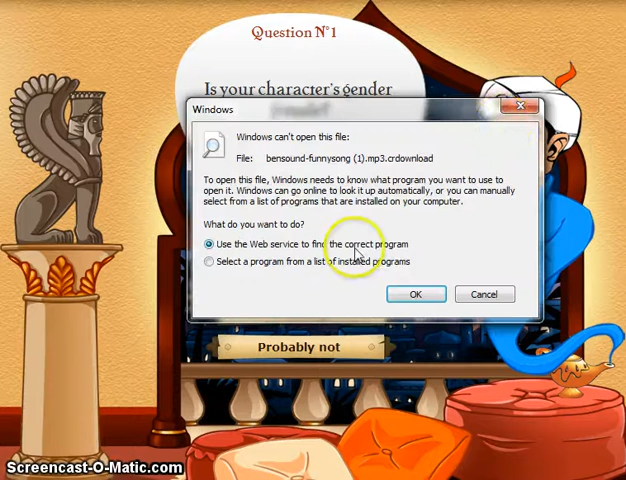 Question N°1
Is your character's gender
Windows
Windows can't open this file:
File: bensound-funnysong (1).mp3.crdownload
To open this file, Windows needs to know what program you want to use to
open it. Windows can go online to look it up automatically, or you can manually
select from a list of programs that are installed on your computer.
What do you want to do?
Use the Web service to find the correct program
Select a program from a list of installed programs
OK
Cancel
Probably not
Screencast-O-Matic.com